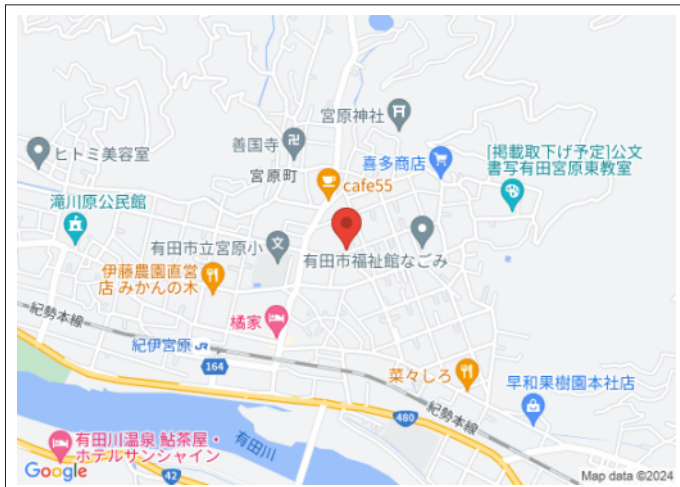 宮原神社
善国寺
ヒトミ美容室
喜多商店
[掲載取下げ予定]公文
書写有田宮原東教室
宮原町
cafe55
滝川原公民館
有田市立宮原小
有田市福祉館なごみ
伊藤農園直営
店 みかんの木
橘家
紀勢本線
紀伊宮原
JR
164
菜々しろ
早和果樹園本社店
480
紀勢本線
有田川
有田川温泉 鮎茶屋・
ホテルサンシャイン
42
Google
Map data ©2024